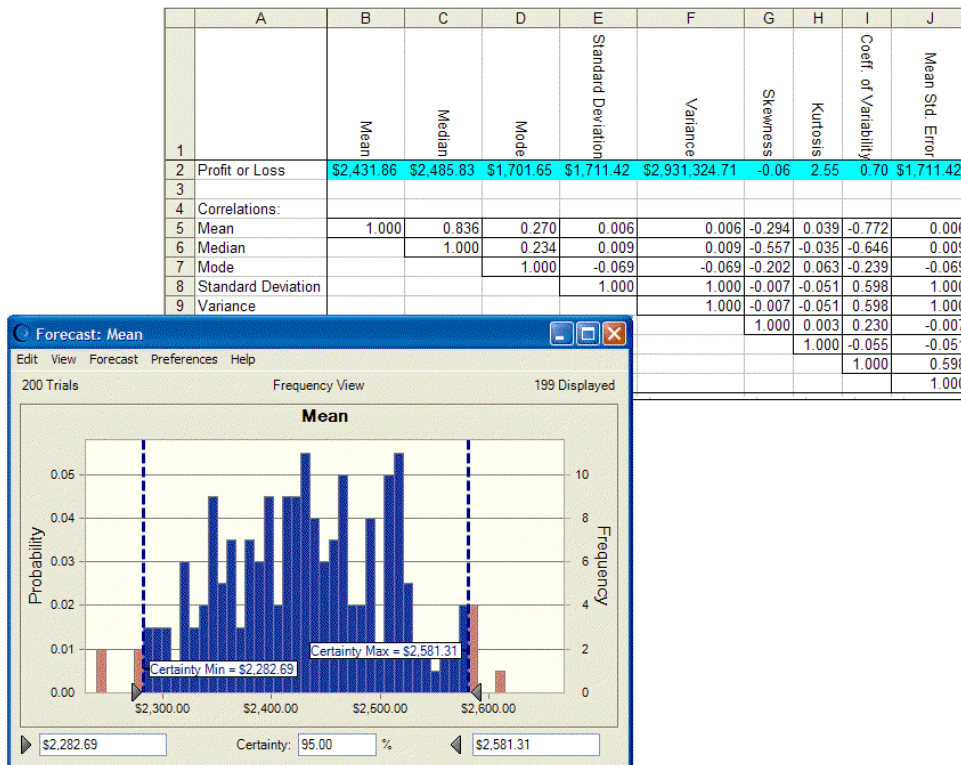 A B C D E F G H I J
1 Mean Median Mode Standard Deviation Variance Skewness Kurtosis Coeff. of Variablity Mean Std. Error
2 Profit or Loss $2,431.86 $2,485.83 $1,701.65 $1,711.42 $2,931,324.71 -0.06 2.55 0.70 $1,711.42
3
4 Correlations:
5 Mean 1.000 0.836 0.270 0.006 0.006 -0.294 0.039 -0.772 0.006
6 Median 1.000 0.234 0.009 0.009 -0.557 -0.035 -0.646 0.009
7 Mode 1.000 -0.069 -0.069 -0.202 0.063 -0.239 -0.069
8 Standard Deviation 1.000 1.000 -0.007 -0.051 0.598 1.000
9 Variance 1.000 -0.007 -0.051 0.598 1.000
1.000 0.003 0.230 -0.007
1.000 -0.055 -0.051
1.000 0.598
1.000
Forecast: Mean
Edit View Forecast Preferences Help
200 Trials Frequency View 199 Displayed
Mean
Probability
0.05
0.04
0.03
0.02
0.01
0.00
Frequency
10
8
6
4
2
0
Certainty Max = $2,581.31
Certainty Min = $2,282.69
$2,300.00 $2,400.00 $2,500.00 $2,600.00
$2,282.69 Certainty: 95.00 % $2,581.31